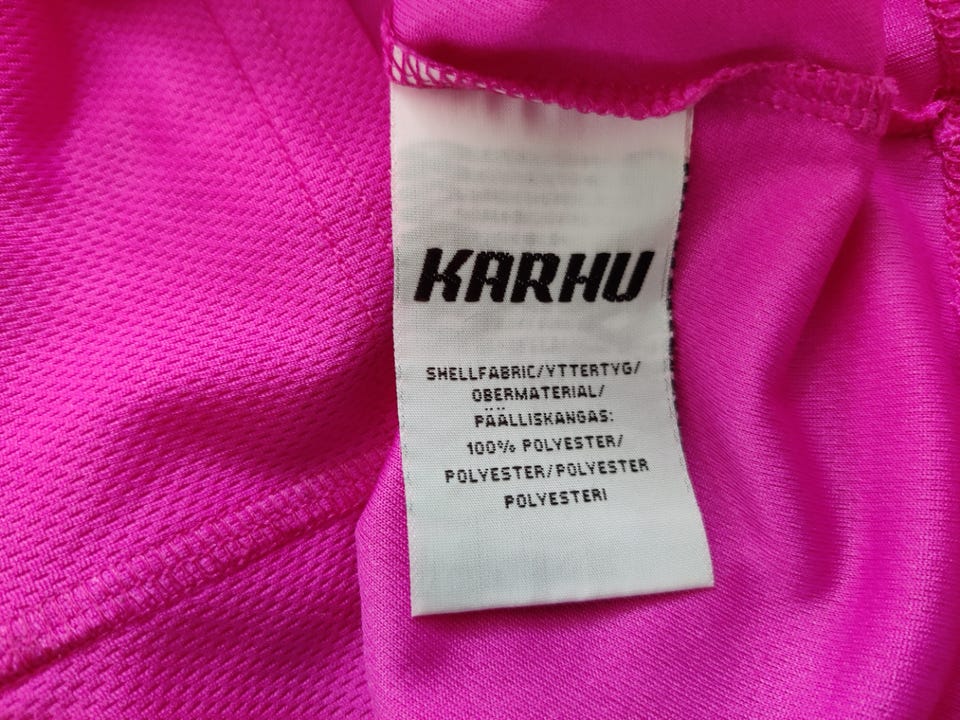 KARHU
SHELLFABRIC/YTTERTYG/
OBERMATERIAL/
PÄÄLLISKANGAS:
100% POLYESTER/
POLYESTER/POLYESTER
POLYESTERI